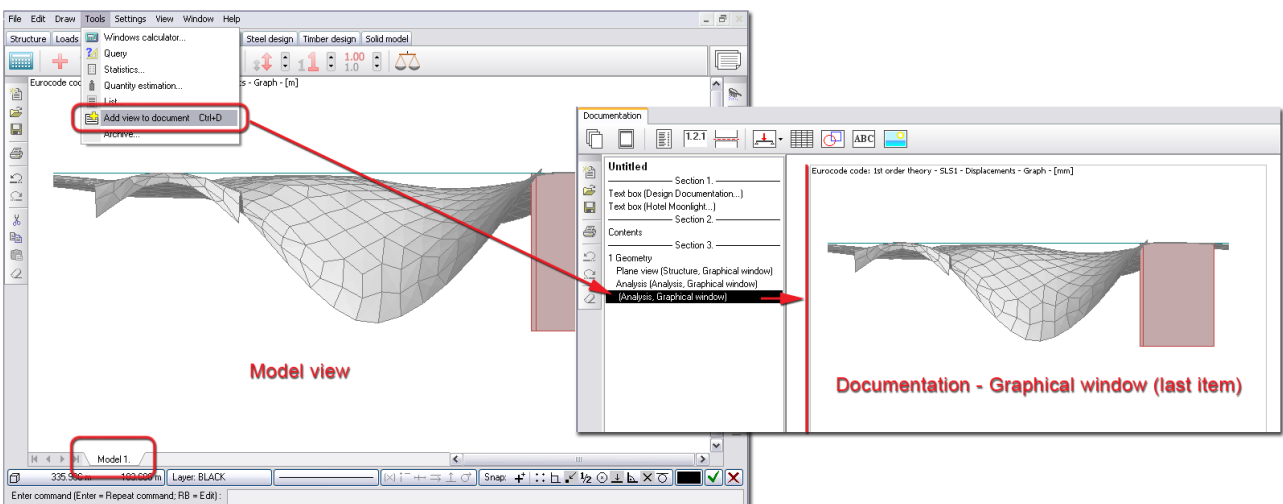 File Edit Draw Tools Settings View Window Help
Structure Loads
Steel design Timber design Solid model
Windows calculator...
Query
Statistics...
Quantity estimation...
List
Add view to document Ctrl+D
Archive...
1 1 1.00
1.0
Eurocode cod
ts - Graph - [m]
Model view
Model 1.
Layer: BLACK
Snap:
1/2
Enter command (Enter = Repeat command; RB = Edit) :
Documentation
1.2.1
ABC
Untitled
Section 1.
Text box (Design Documentation...)
Text box (Hotel Moonlight...)
Section 2.
Contents
Section 3.
1 Geometry
Plane view (Structure, Graphical window)
Analysis (Analysis, Graphical window)
(Analysis, Graphical window)
Eurocode code: 1st order theory - SLS1 - Displacements - Graph - [mm]
Documentation - Graphical window (last item)